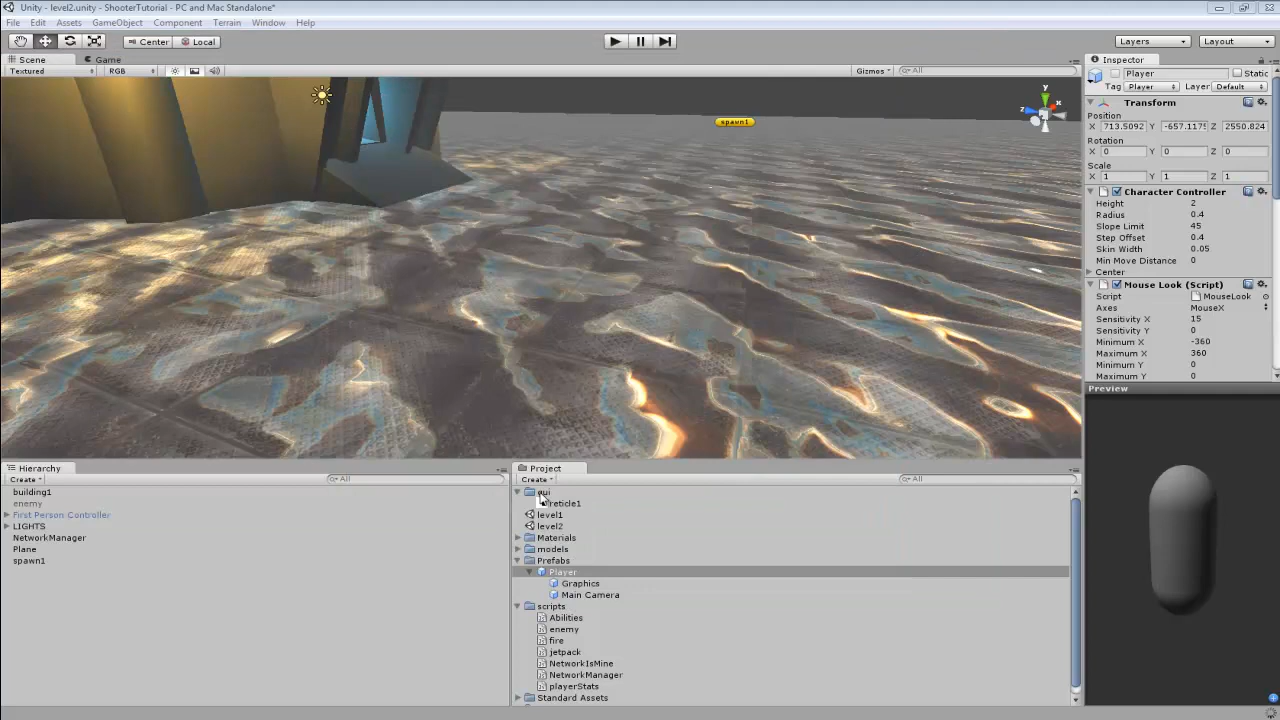 Unity - level2.unity - ShooterTutorial - PC and Mac Standalone*
File Edit Assets GameObject Component Terrain Window Help
Center Local Layers Layout
Scene Game
Textured RGB Gizmos All
spawn1
y
x
z
Inspector
Player Static
Tag Player Layer Default
Transform
Position
X 713.5092 Y -657.117 Z 2550.824
Rotation
X 0 Y 0 Z 0
Scale
X 1 Y 1 Z 1
Character Controller
Height 2
Radius 0.4
Slope Limit 45
Step Offset 0.4
Skin Width 0.05
Min Move Distance 0
Center
Mouse Look (Script)
Script MouseLook
Axes MouseX
Sensitivity X 15
Sensitivity Y 0
Minimum X -360
Maximum X 360
Minimum Y 0
Maximum Y 0
Preview
Hierarchy
Create All
building1
enemy
First Person Controller
LIGHTS
NetworkManager
Plane
spawn1
Project
Create All
gui
reticle1
level1
level2
Materials
models
Prefabs
Player
Graphics
Main Camera
scripts
Abilities
enemy
fire
jetpack
NetworkIsMine
NetworkManager
playerStats
Standard Assets